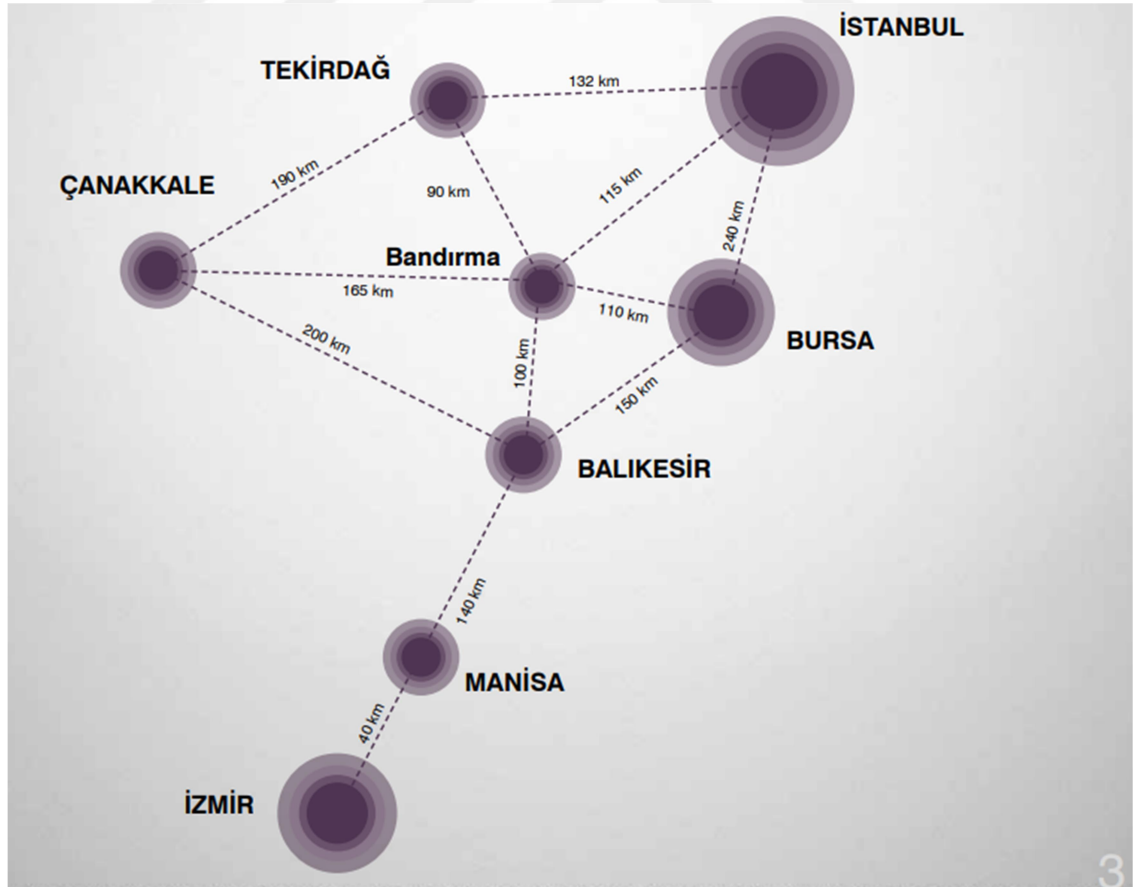 İSTANBUL
TEKİRDAĞ
132 km
190 km
ÇANAKKALE
90 km
115 km
240 km
Bandırma
165 km
110 km
BURSA
200 km
100 km
150 km
BALIKESİR
140 km
MANİSA
40 km
İZMİR
3